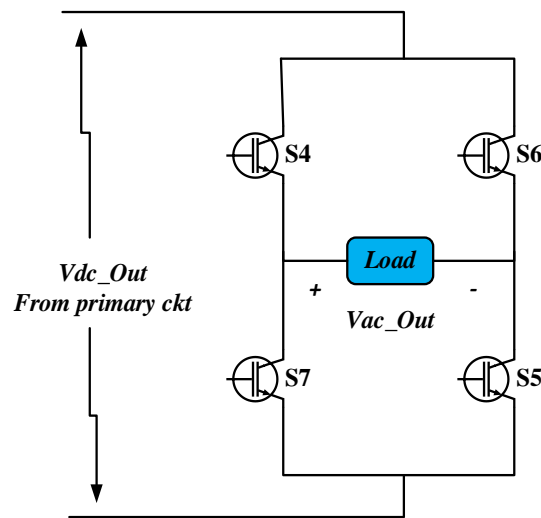 S4
S6
Load
Vdc_Out
From primary ckt
+ -
Vac_Out
S7
S5